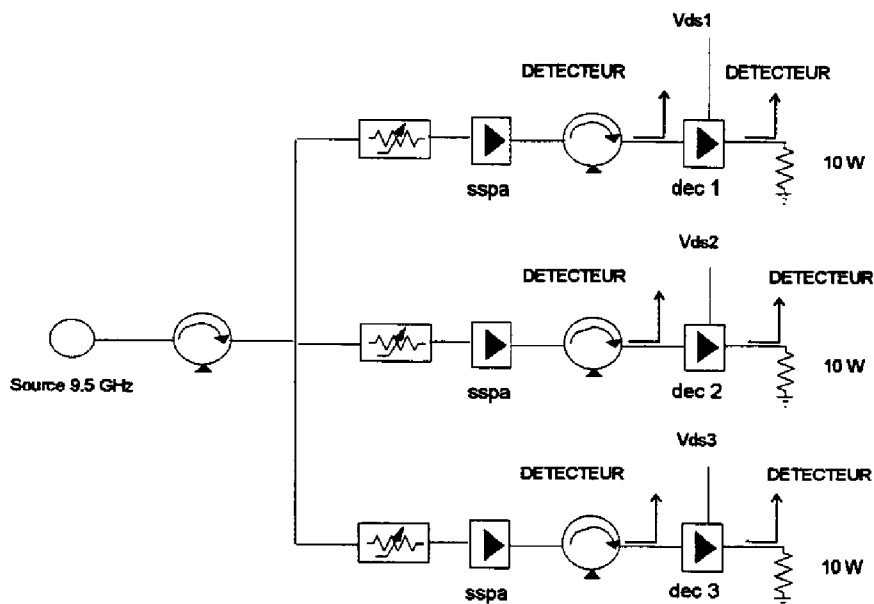 Vds1
DETECTEUR
DETECTEUR
sspa
dec 1
10 W
Vds2
DETECTEUR
DETECTEUR
Source 9.5 GHz
sspa
dec 2
10 W
Vds3
DETECTEUR
DETECTEUR
sspa
dec 3
10 W